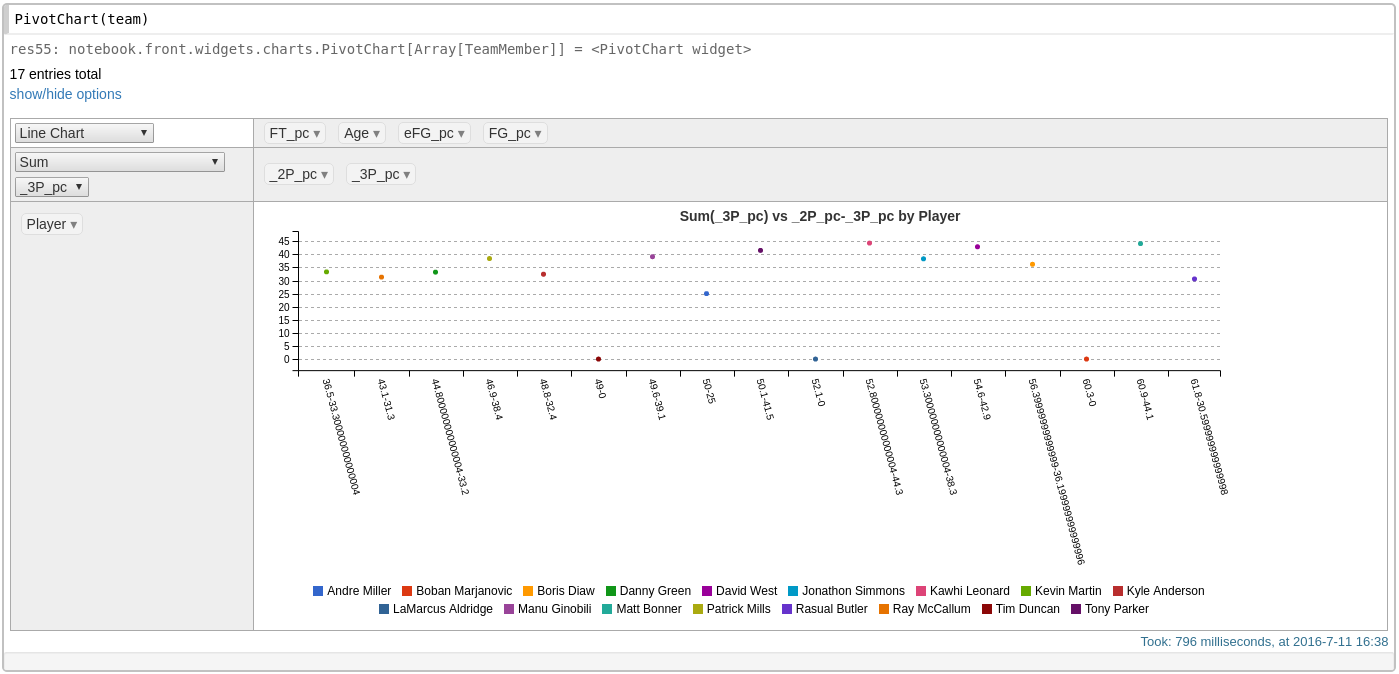 PivotChart(team)
res55: notebook.front.widgets.charts.PivotChart[Array[TeamMember]] = <PivotChart widget>
17 entries total
show/hide options
Line Chart ▼ FT_pc ▾ Age ▾ eFG_pc ▾ FG_pc ▾
Sum ▼
_3P_pc ▼ _2P_pc ▾ _3P_pc ▾
Player ▾
Sum(_3P_pc) vs _2P_pc-_3P_pc by Player
45
40
35
30
25
20
15
10
5
0
36.5-33.300000000000004
43.1-31.3
44.800000000000004-33.2
46.9-38.4
48.8-32.4
49-0
49.6-39.1
50-25
50.1-41.5
52.1-0
52.800000000000004-44.3
53.300000000000004-38.3
54.6-42.9
56.39999999999999-36.199999999999996
60.3-0
60.9-44.1
61.8-30.599999999999998
Andre Miller Boban Marjanovic Boris Diaw Danny Green David West Jonathon Simmons Kawhi Leonard Kevin Martin Kyle Anderson
LaMarcus Aldridge Manu Ginobili Matt Bonner Patrick Mills Rasual Butler Ray McCallum Tim Duncan Tony Parker
Took: 796 milliseconds, at 2016-7-11 16:38